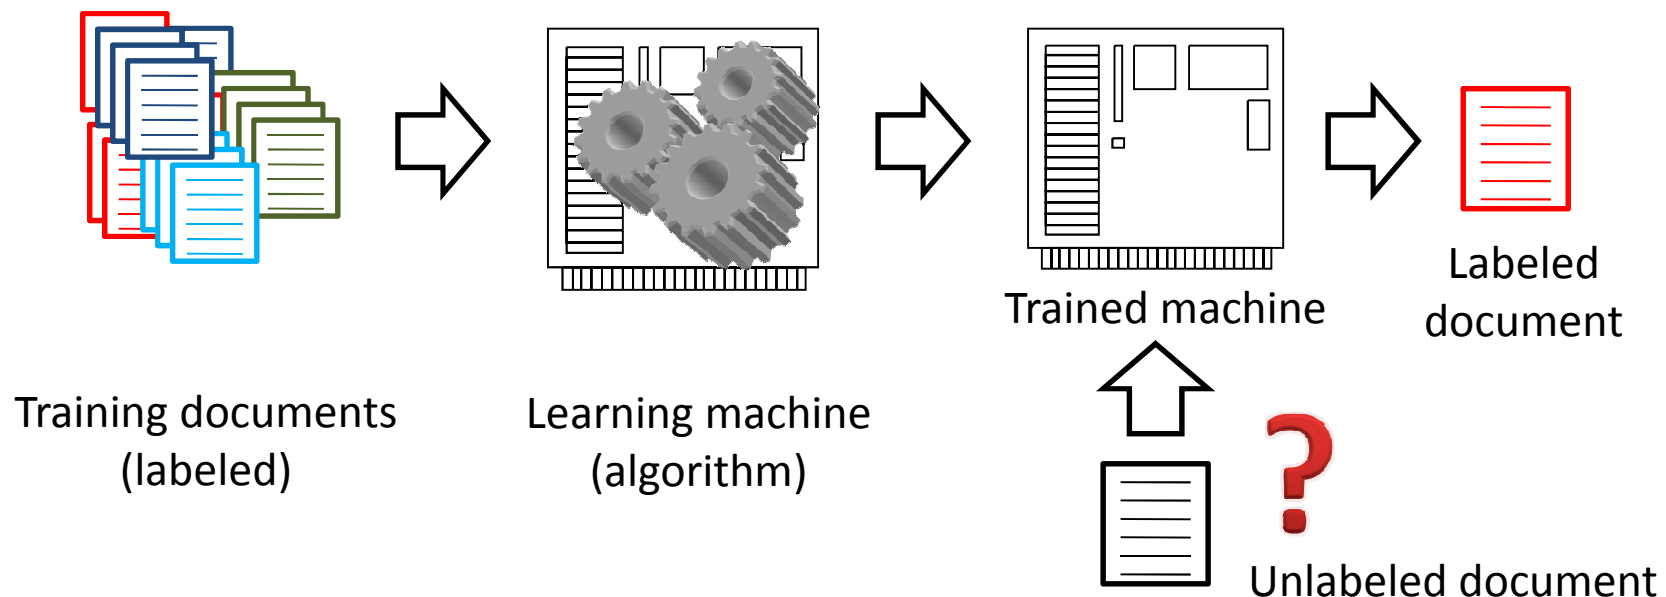 Training documents
(labeled)
Learning machine
(algorithm)
Trained machine
Labeled
document
?
Unlabeled document